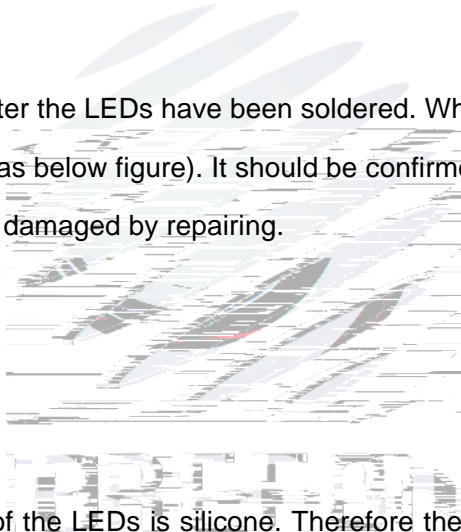 ter the LEDs have been soldered. Wh
as below figure). It should be confirme
damaged by repairing.
of the LEDs is silicone. Therefore the